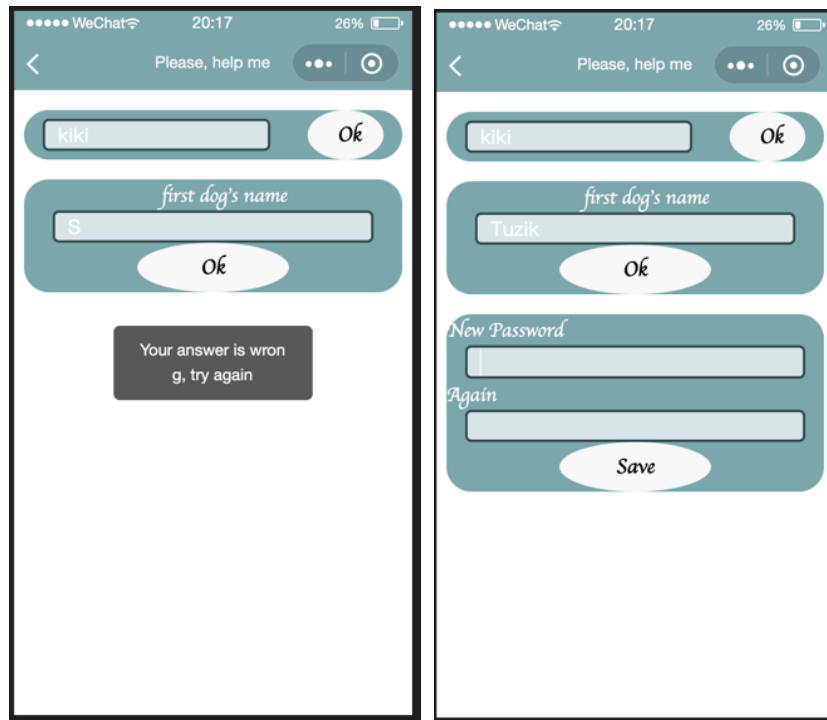 WeChat 20:17 26%
Please, help me
kiki Ok
first dog's name
S
Ok
Your answer is wron
g, try again
WeChat 20:17 26%
Please, help me
kiki Ok
first dog's name
Tuzik
Ok
New Password
Again
Save